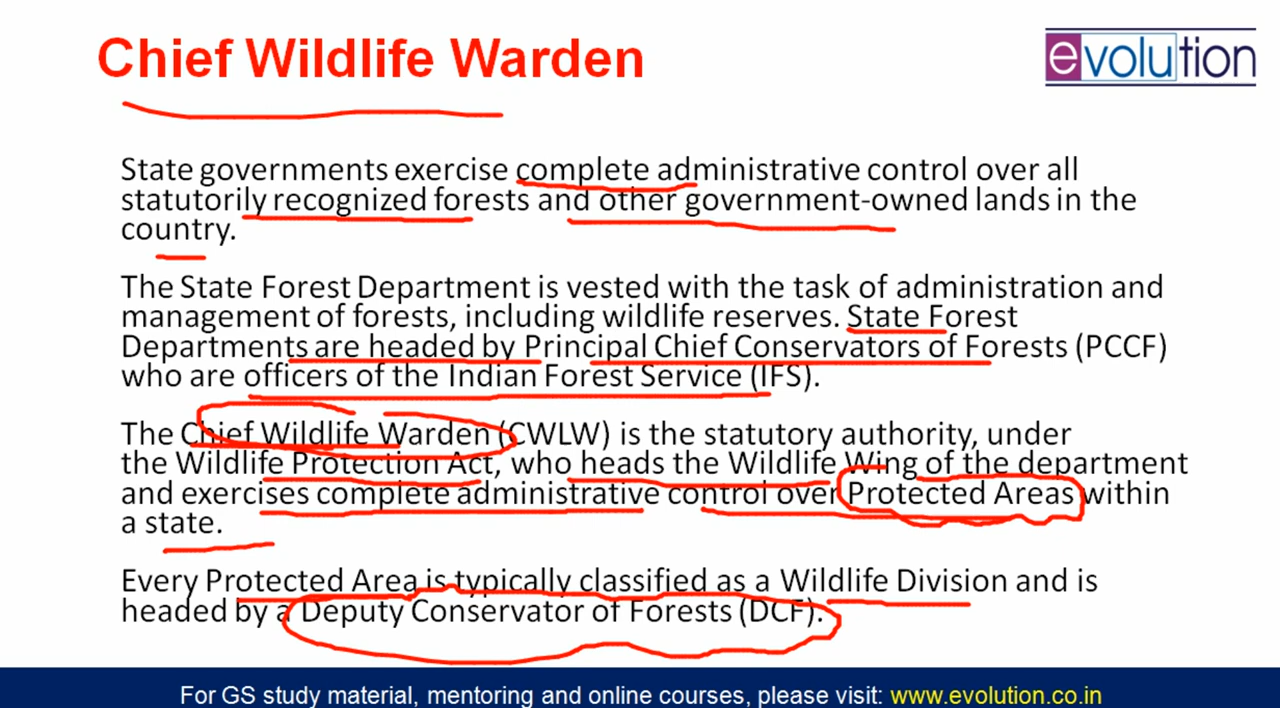 Chief Wildlife Warden
evolution
State governments exercise complete administrative control over all
statutorily recognized forests and other government-owned lands in the
country.
The State Forest Department is vested with the task of administration and
management of forests, including wildlife reserves. State Forest
Departments are headed by Principal Chief Conservators of Forests (PCCF)
who are officers of the Indian Forest Service (IFS).
The Chief Wildlife Warden (CWLW) is the statutory authority, under
the Wildlife Protection Act, who heads the Wildlife Wing of the department
and exercises complete administrative control over Protected Areas within
a state.
Every Protected Area is typically classified as a Wildlife Division and is
headed by a Deputy Conservator of Forests (DCF).
For GS study material, mentoring and online courses, please visit: www.evolution.co.in